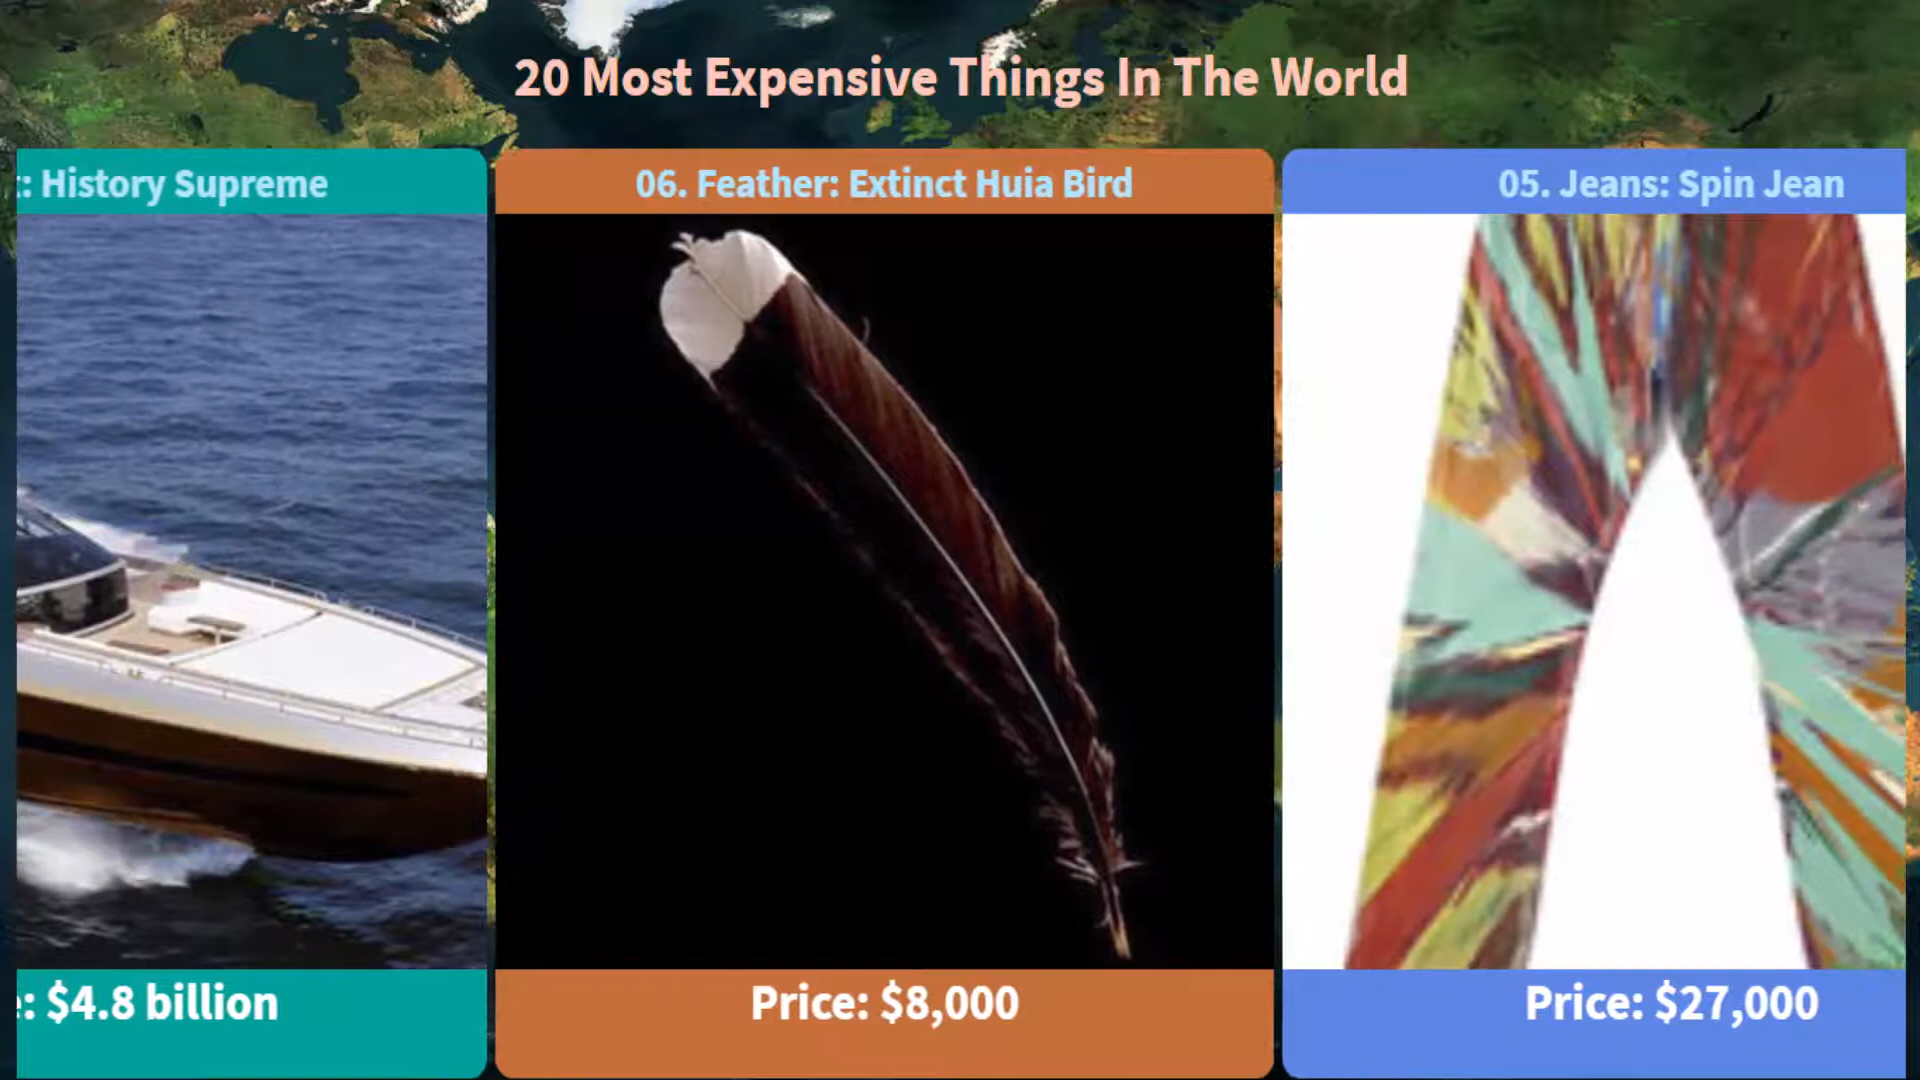 20 Most Expensive Things In The World
: History Supreme
06. Feather: Extinct Huia Bird
05. Jeans: Spin Jean
: $4.8 billion
Price: $8,000
Price: $27,000